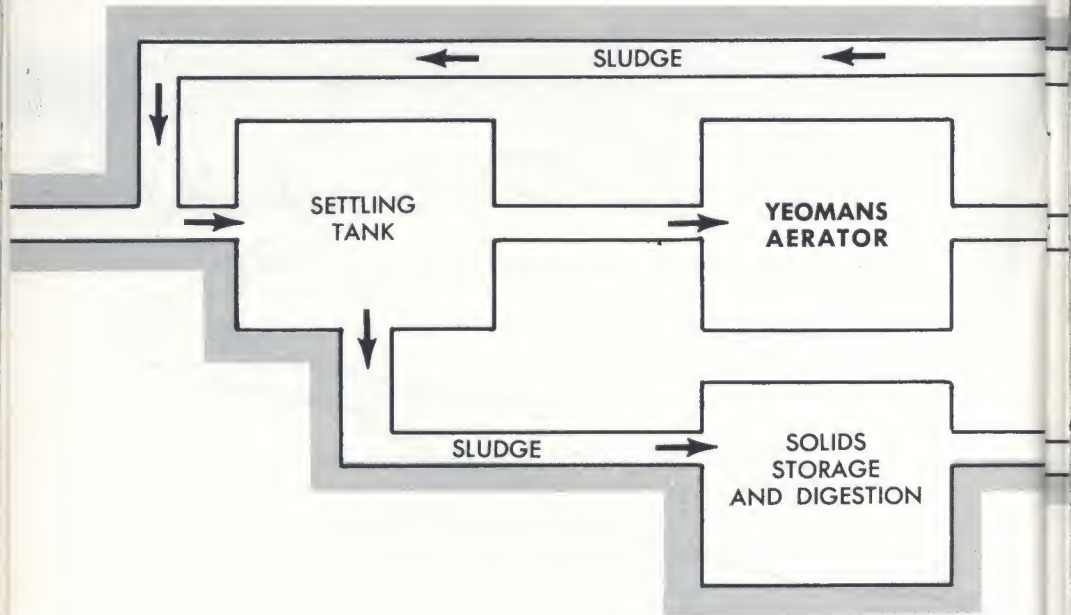 SLUDGE
SETTLING
TANK
YEOMANS
AERATOR
SLUDGE
SOLIDS
STORAGE
AND DIGESTION